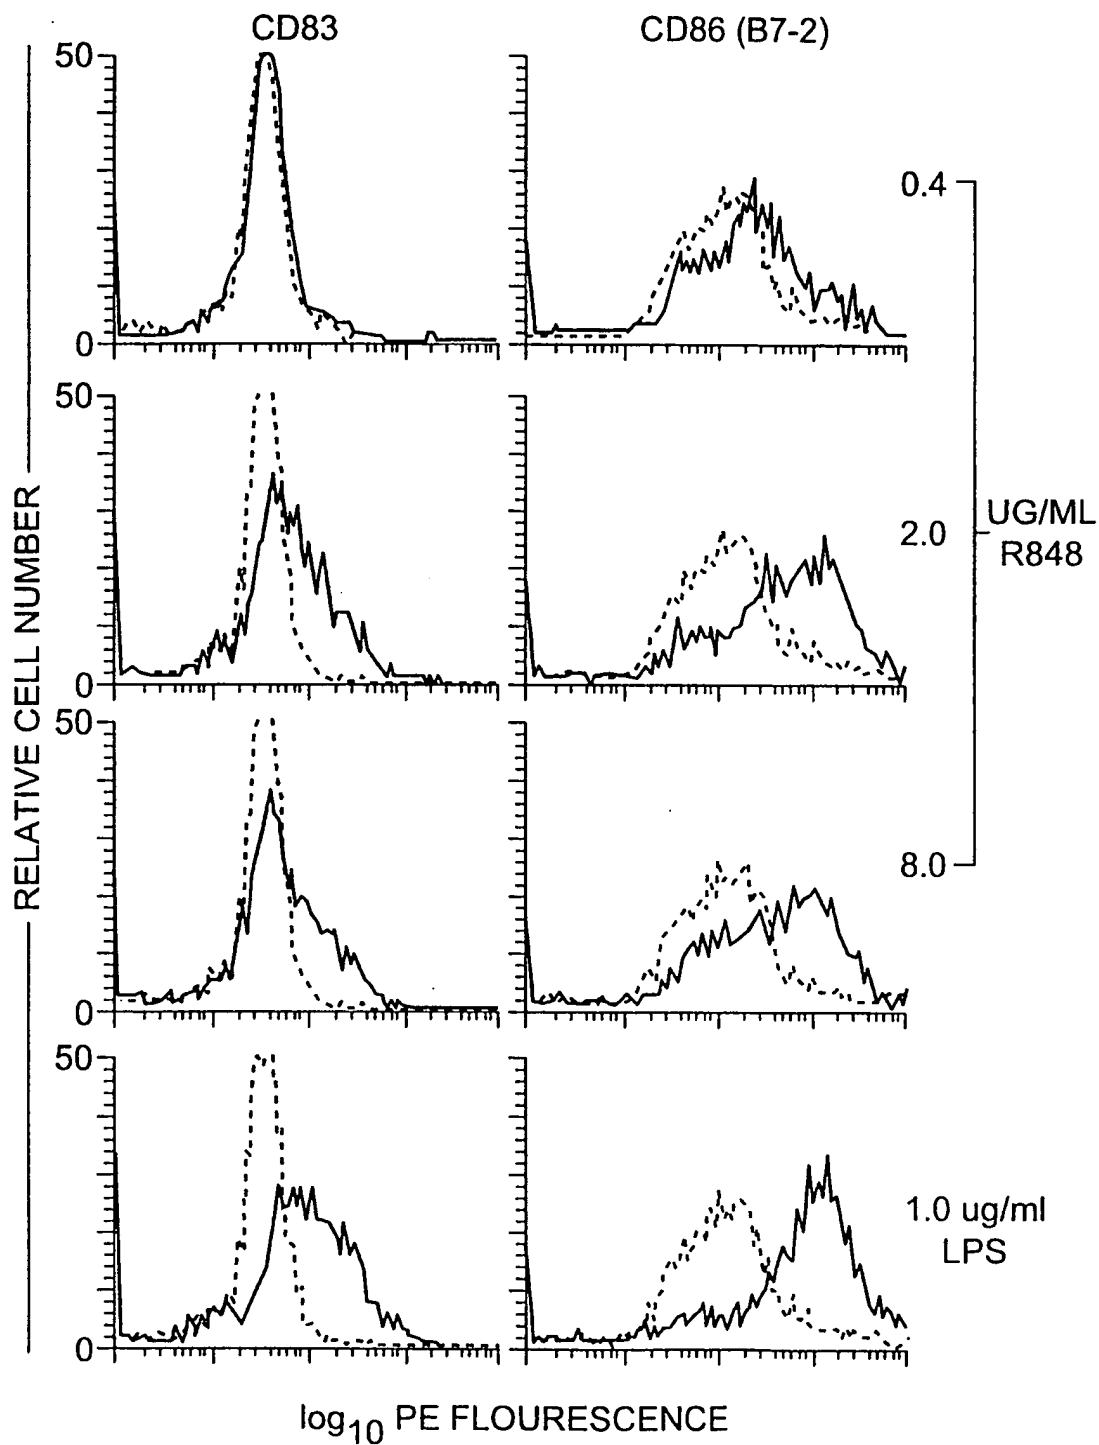 CD83
CD86 (B7-2)
50
0
0.4
50
0
2.0
UG/ML
R848
50
0
8.0
50
0
1.0 ug/ml
LPS
RELATIVE CELL NUMBER
log10 PE FLOURESCENCE